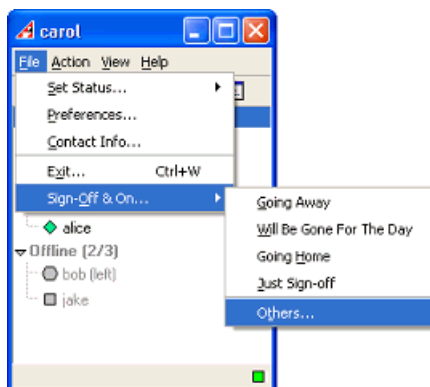 carol
File Action View Help
Set Status...
Preferences...
Contact Info...
Exit... Ctrl+W
Sign-Off & On...
Going Away
Will Be Gone For The Day
Going Home
Just Sign-off
Others...
alice
Offline (2/3)
bob (left)
jake